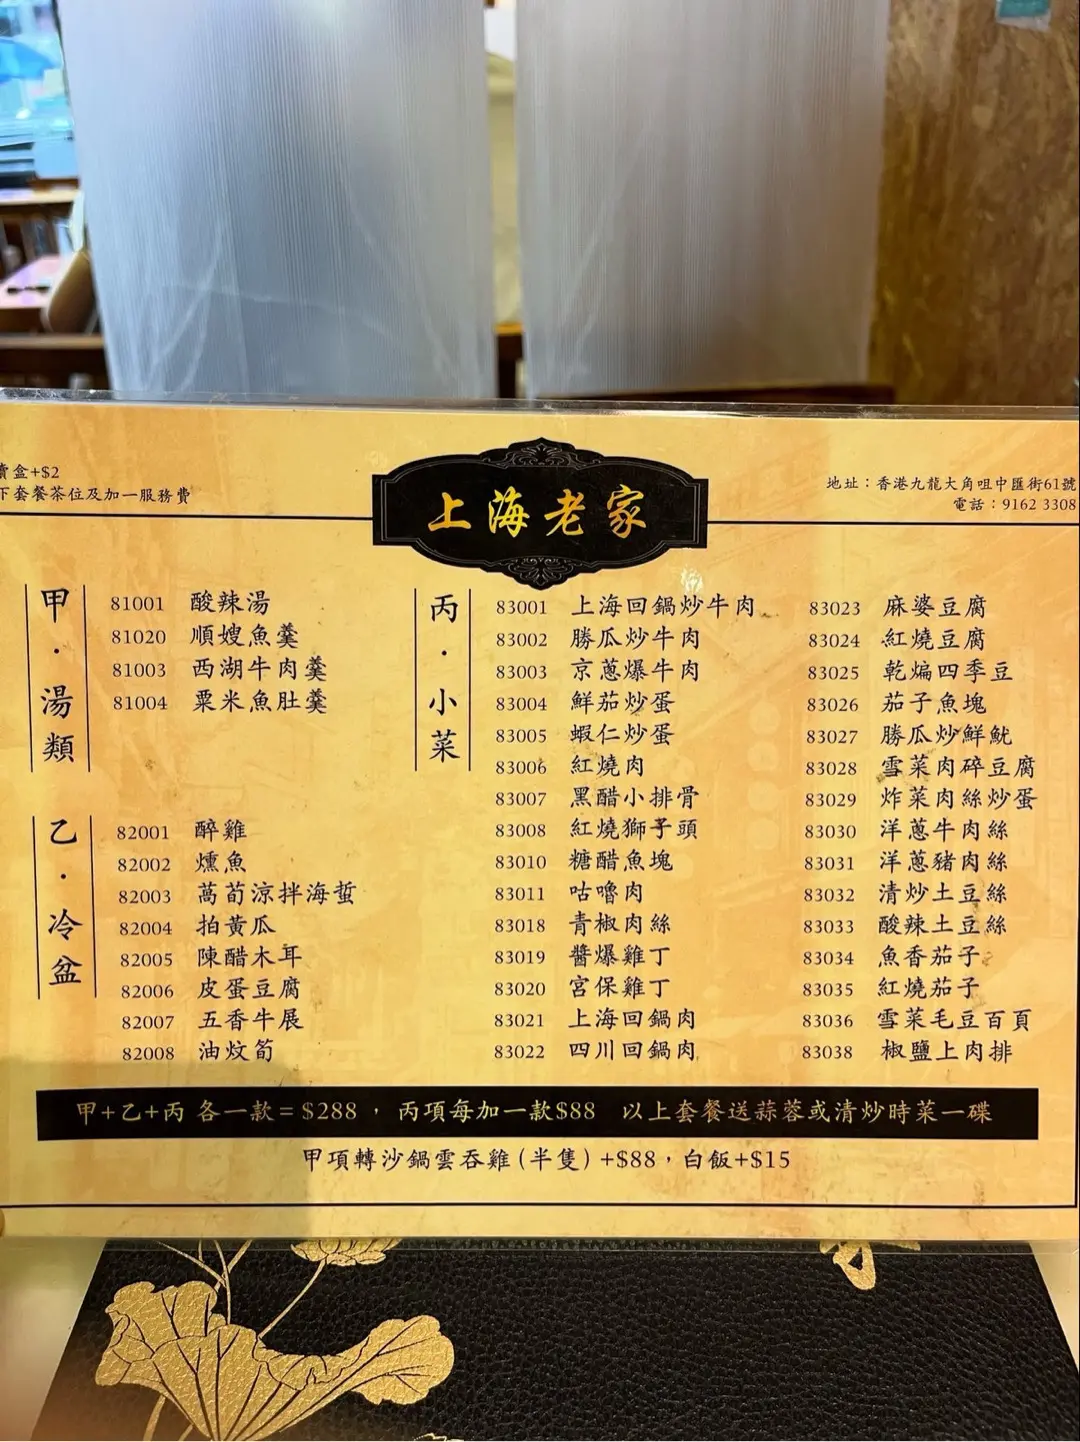 賣盒+$2
下套餐茶位及加一服務費
上海老家
地址：香港九龍大角咀中匯街61號
電話：9162 3308
甲·湯類
81001 酸辣湯
81020 順嫂魚羹
81003 西湖牛肉羹
81004 粟米魚肚羹
乙·冷盆
82001 醉雞
82002 燻魚
82003 萵荀涼拌海蜇
82004 拍黃瓜
82005 陳醋木耳
82006 皮蛋豆腐
82007 五香牛展
82008 油炆筍
丙·小菜
83001 上海回鍋炒牛肉
83002 勝瓜炒牛肉
83003 京蔥爆牛肉
83004 鮮茄炒蛋
83005 蝦仁炒蛋
83006 紅燒肉
83007 黑醋小排骨
83008 紅燒獅子頭
83010 糖醋魚塊
83011 咕嚕肉
83018 青椒肉絲
83019 醬爆雞丁
83020 宮保雞丁
83021 上海回鍋肉
83022 四川回鍋肉
83023 麻婆豆腐
83024 紅燒豆腐
83025 乾煸四季豆
83026 茄子魚塊
83027 勝瓜炒鮮魷
83028 雪菜肉碎豆腐
83029 炸菜肉絲炒蛋
83030 洋蔥牛肉絲
83031 洋蔥豬肉絲
83032 清炒土豆絲
83033 酸辣土豆絲
83034 魚香茄子
83035 紅燒茄子
83036 雪菜毛豆百頁
83038 椒鹽上肉排
甲+乙+丙 各一款=$288，丙項每加一款$88 以上套餐送蒜蓉或清炒時菜一碟
甲項轉沙鍋雲吞雞(半隻)+$88，白飯+$15